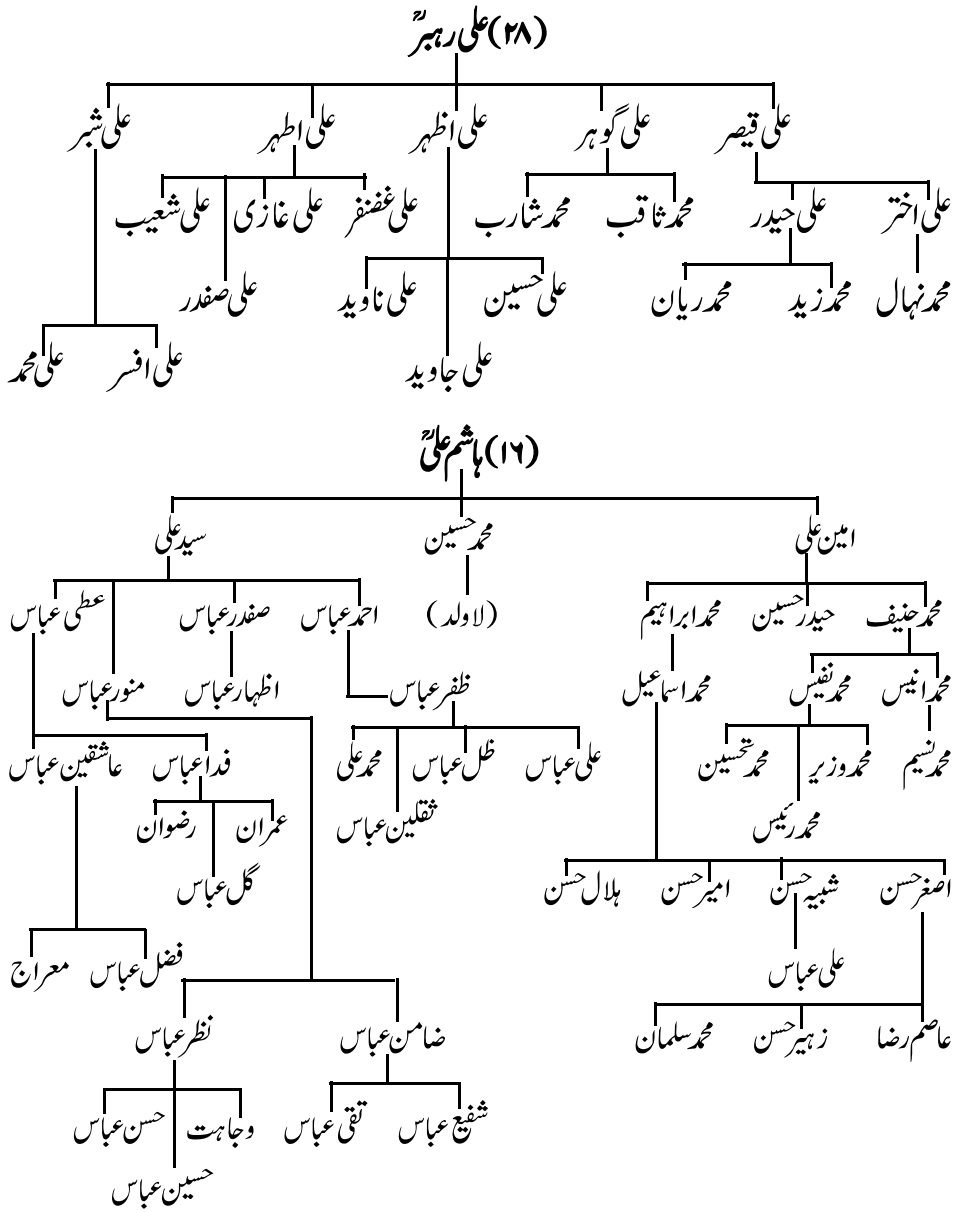 (۲۸) علی رہبرؒ
علی قیصر علی گوہر علی اظہر علی اطہر علی شبر
علی اختر علی حیدر محمد ثاقب محمد شارب علی غضنفر علی غازی علی شعیب
محمد نہال محمد زید محمد ریان علی حسین علی ناوید علی صفدر
علی جاوید علی افسر علی محمد
(۱۶) ہاشم علیؒ
امین علی محمد حسین سید علی
محمد حنیف حیدر حسین محمد ابراہیم (لاولد) احمد عباس صفدر عباس عطی عباس
محمد انیس محمد نفیس محمد اسماعیل ظفر عباس اظہار عباس منور عباس
محمد نسیم محمد وزیر محمد تحسین علی عباس ظل عباس محمد علی فدا عباس عاشقین عباس
محمد رئیس ثقلین عباس عمران رضوان
اصغر حسن شبیہ حسن امیر حسن ہلال حسن گل عباس
علی عباس فضل عباس معراج
عاصم رضا زہیر حسن محمد سلمان ضامن عباس نظر عباس
شفیع عباس تقی عباس وجاہت حسن عباس
حسین عباس